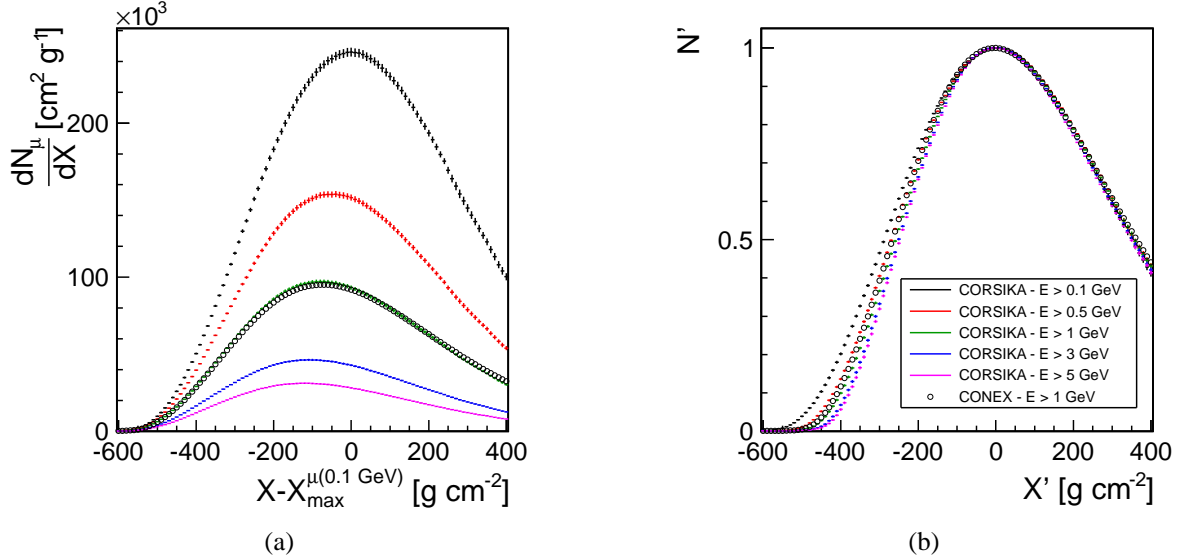 ×10³
dN_μ/dX [cm² g⁻¹]
200
100
0
-600 -400 -200 0 200 400
X-X_max^μ(0.1 GeV) [g cm⁻²]
(a)
N'
1
0.5
0
CORSIKA - E > 0.1 GeV
CORSIKA - E > 0.5 GeV
CORSIKA - E > 1 GeV
CORSIKA - E > 3 GeV
CORSIKA - E > 5 GeV
CONEX - E > 1 GeV
-600 -400 -200 0 200 400
X' [g cm⁻²]
(b)